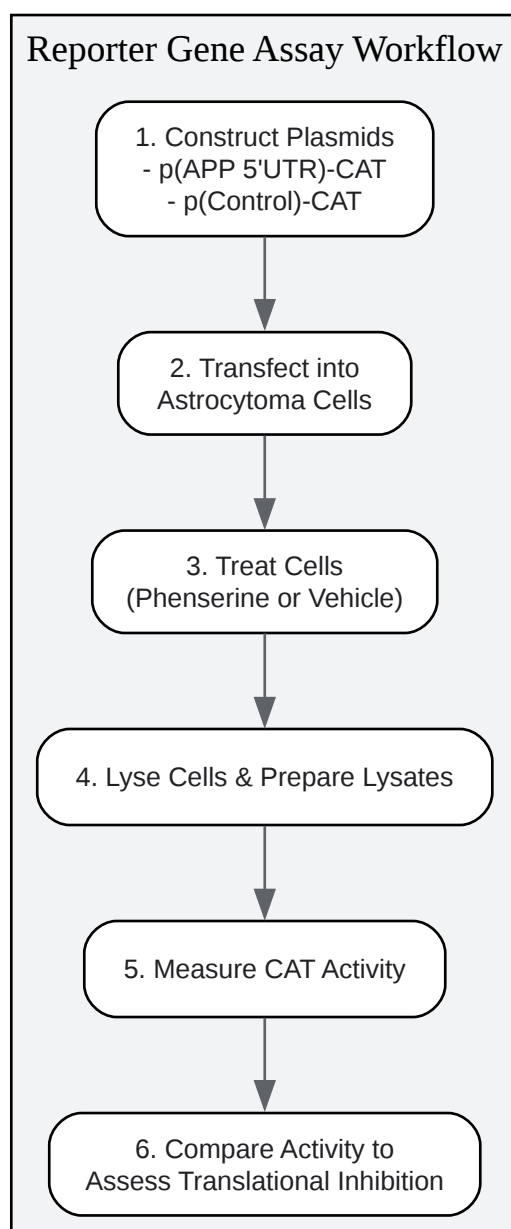 Reporter Gene Assay Workflow
1. Construct Plasmids
- p(APP 5'UTR)-CAT
- p(Control)-CAT
2. Transfect into
Astrocytoma Cells
3. Treat Cells
(Phenserine or Vehicle)
4. Lyse Cells & Prepare Lysates
5. Measure CAT Activity
6. Compare Activity to
Assess Translational Inhibition